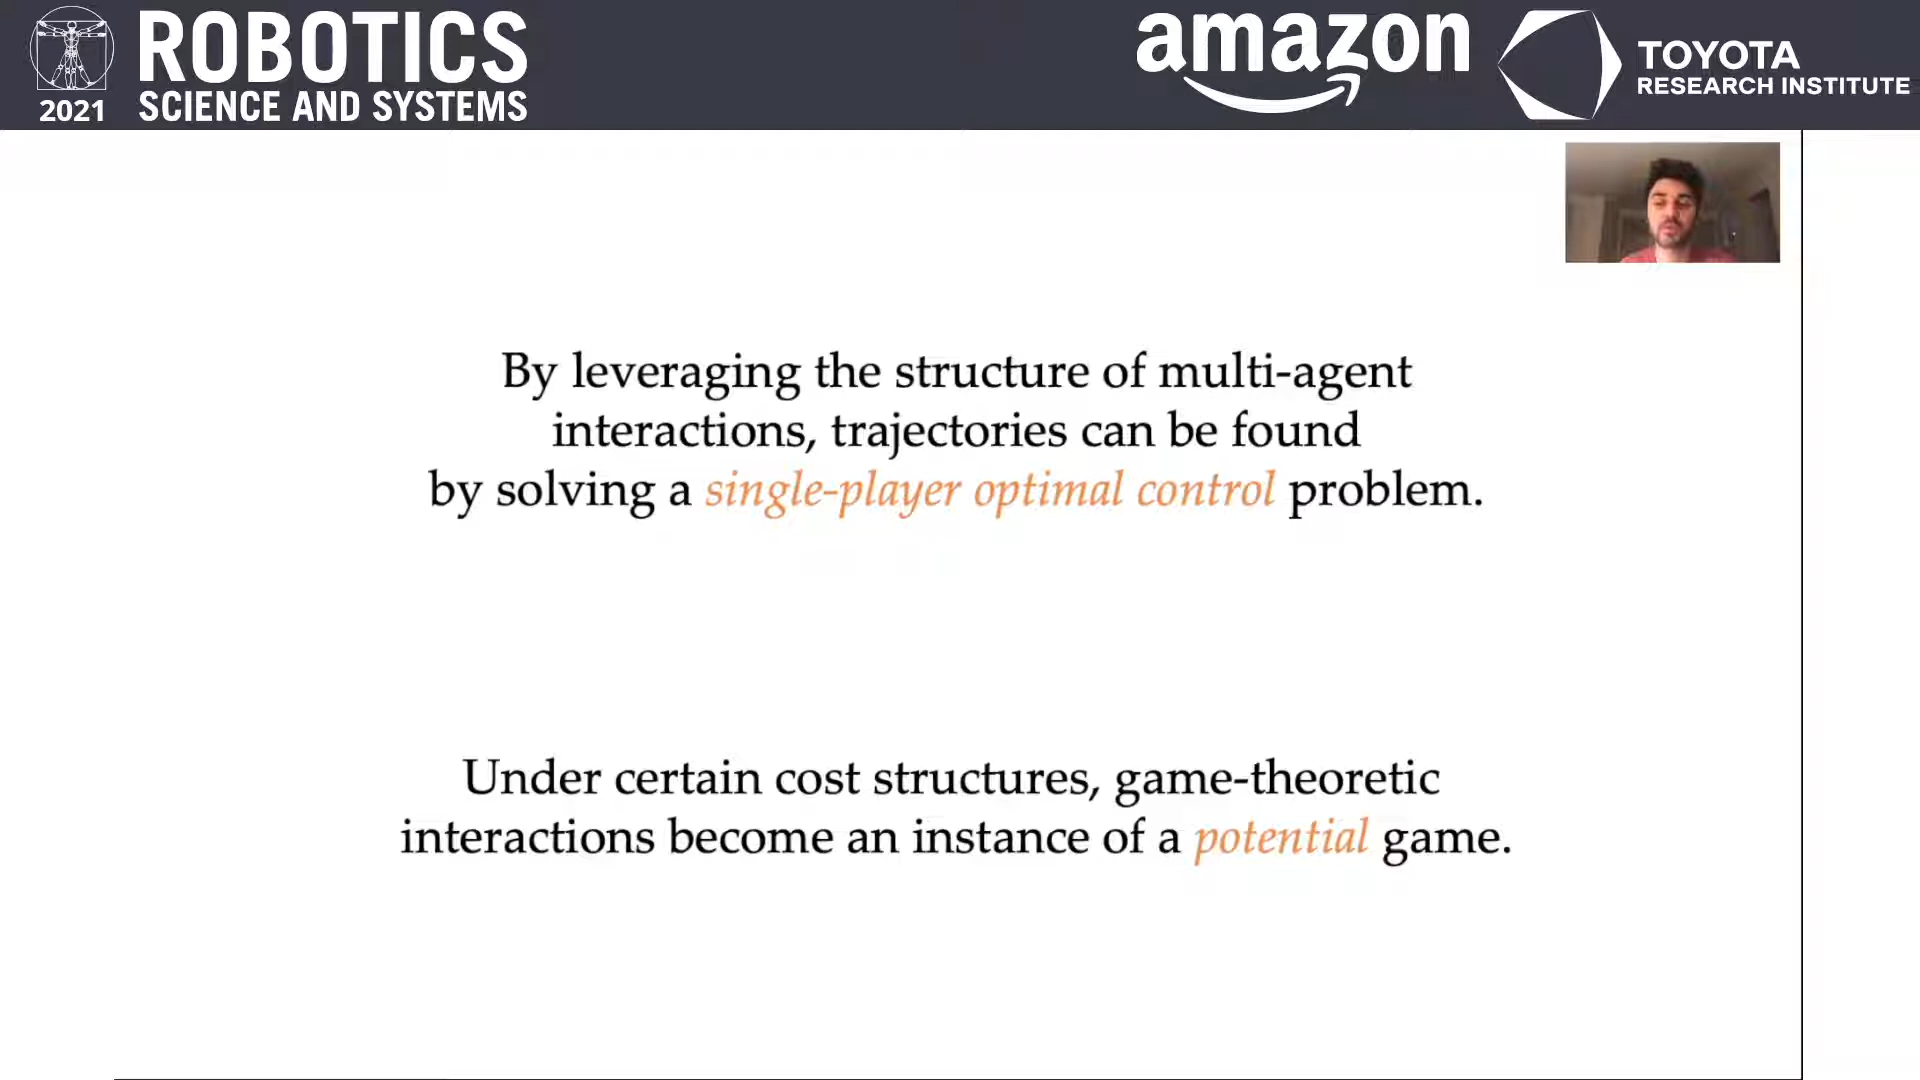 ROBOTICS
2021 SCIENCE AND SYSTEMS
amazon
TOYOTA
RESEARCH INSTITUTE
By leveraging the structure of multi-agent
interactions, trajectories can be found
by solving a single-player optimal control problem.
Under certain cost structures, game-theoretic
interactions become an instance of a potential game.